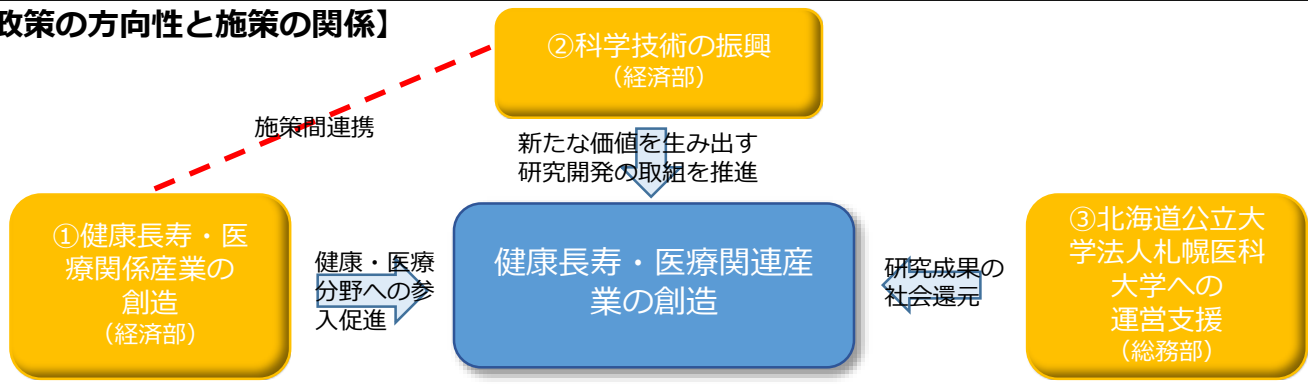 政策の方向性と施策の関係】
②科学技術の振興
（経済部）
施策間連携
新たな価値を生み出す
研究開発の取組を推進
①健康長寿・医
療関係産業の
創造
（経済部）
健康・医療
分野への参
入促進
健康長寿・医療関連産
業の創造
研究成果の
社会還元
③北海道公立大
学法人札幌医科
大学への
運営支援
（総務部）